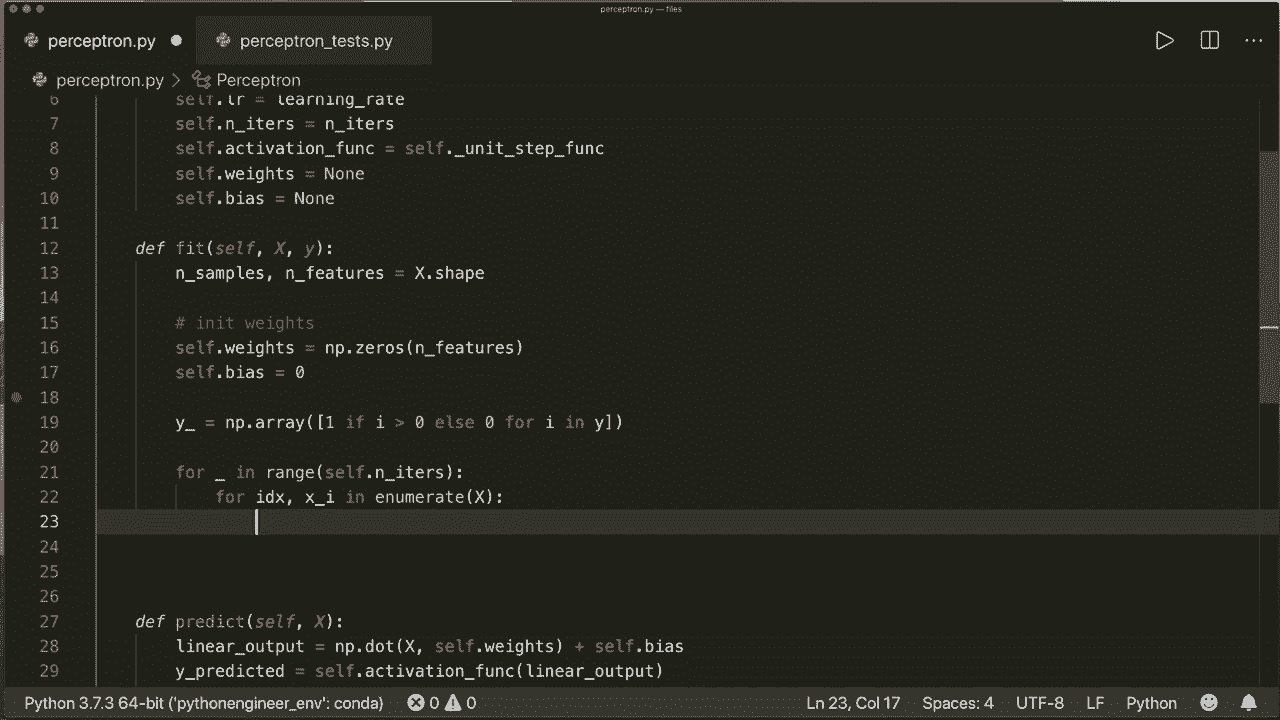 perceptron.py — files
perceptron.py perceptron_tests.py
perceptron.py > Perceptron
6 self.lr = learning_rate
7 self.n_iters = n_iters
8 self.activation_func = self._unit_step_func
9 self.weights = None
10 self.bias = None
11
12 def fit(self, X, y):
13 n_samples, n_features = X.shape
14
15 # init weights
16 self.weights = np.zeros(n_features)
17 self.bias = 0
18
19 y_ = np.array([1 if i > 0 else 0 for i in y])
20
21 for _ in range(self.n_iters):
22 for idx, x_i in enumerate(X):
23
24
25
26
27 def predict(self, X):
28 linear_output = np.dot(X, self.weights) + self.bias
29 y_predicted = self.activation_func(linear_output)
Python 3.7.3 64-bit ('pythonengineer_env': conda) 0 0 Ln 23, Col 17 Spaces: 4 UTF-8 LF Python